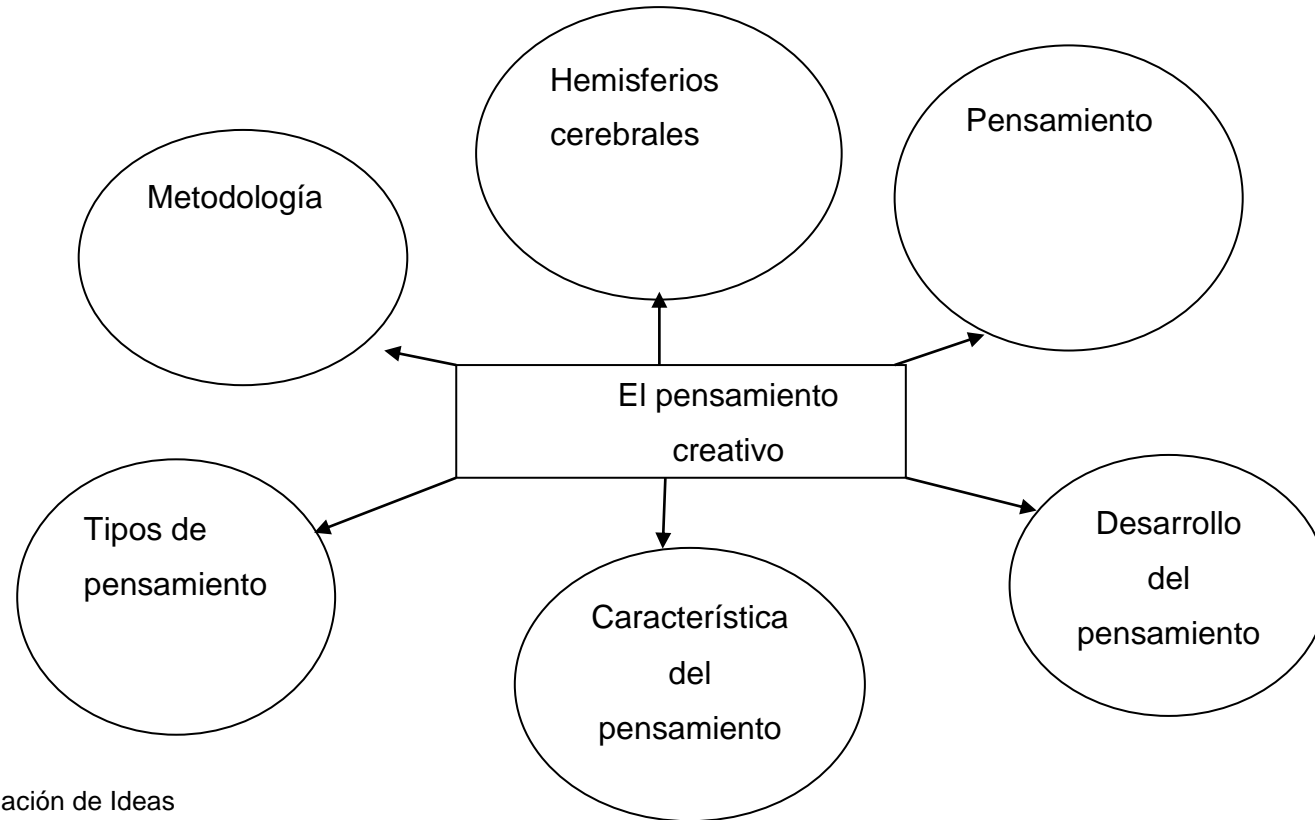 Hemisferios
cerebrales
Pensamiento
Metodología
El pensamiento
creativo
Tipos de
pensamiento
Característica
del
pensamiento
Desarrollo
del
pensamiento
ación de Ideas